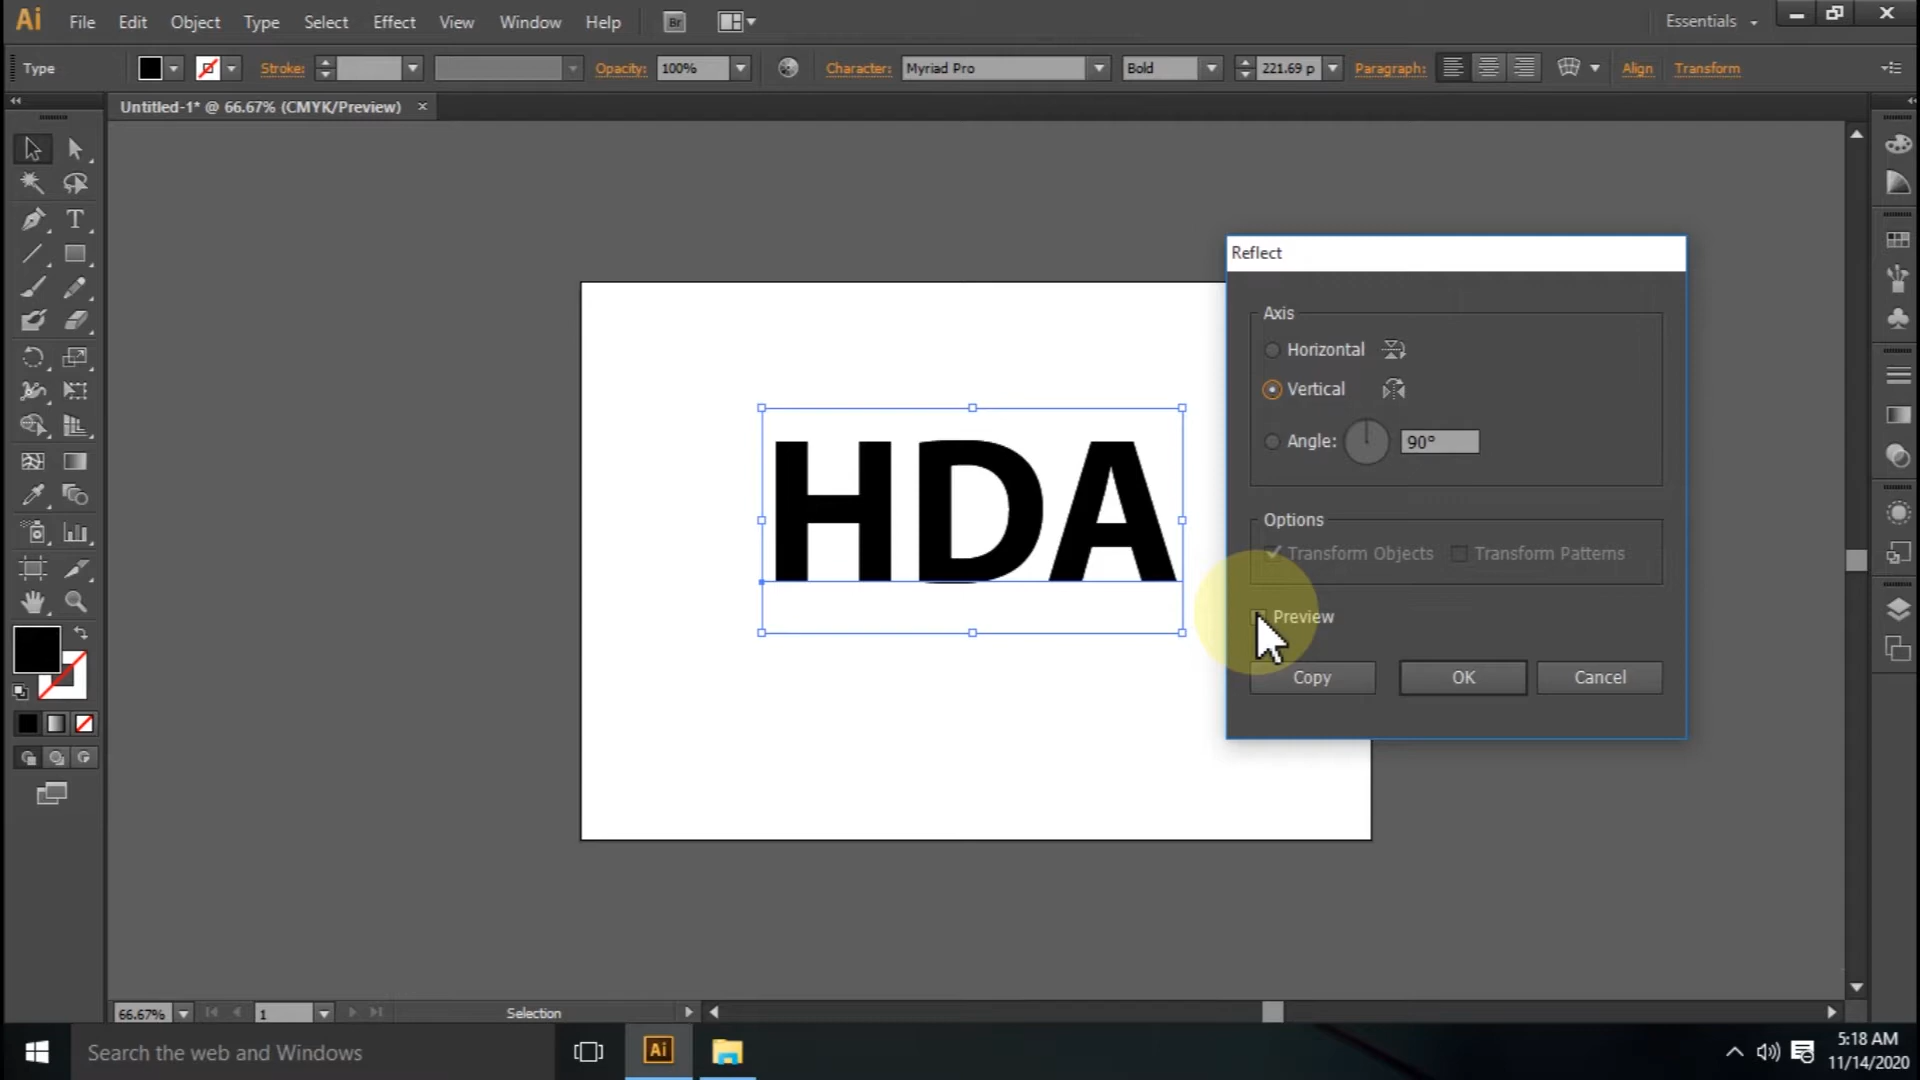 Ai File Edit Object Type Select Effect View Window Help Br Essentials
Type Stroke: Opacity: 100% Character: Myriad Pro Bold 221.69 p Paragraph: Align Transform
Untitled-1* @ 66.67% (CMYK/Preview) ×
T
Reflect
Axis
Horizontal
Vertical
Angle: 90°
HDA
Options
Transform Objects Transform Patterns
Preview
Copy OK Cancel
66.67% 1 Selection
Search the web and Windows Ai
5:18 AM
11/14/2020